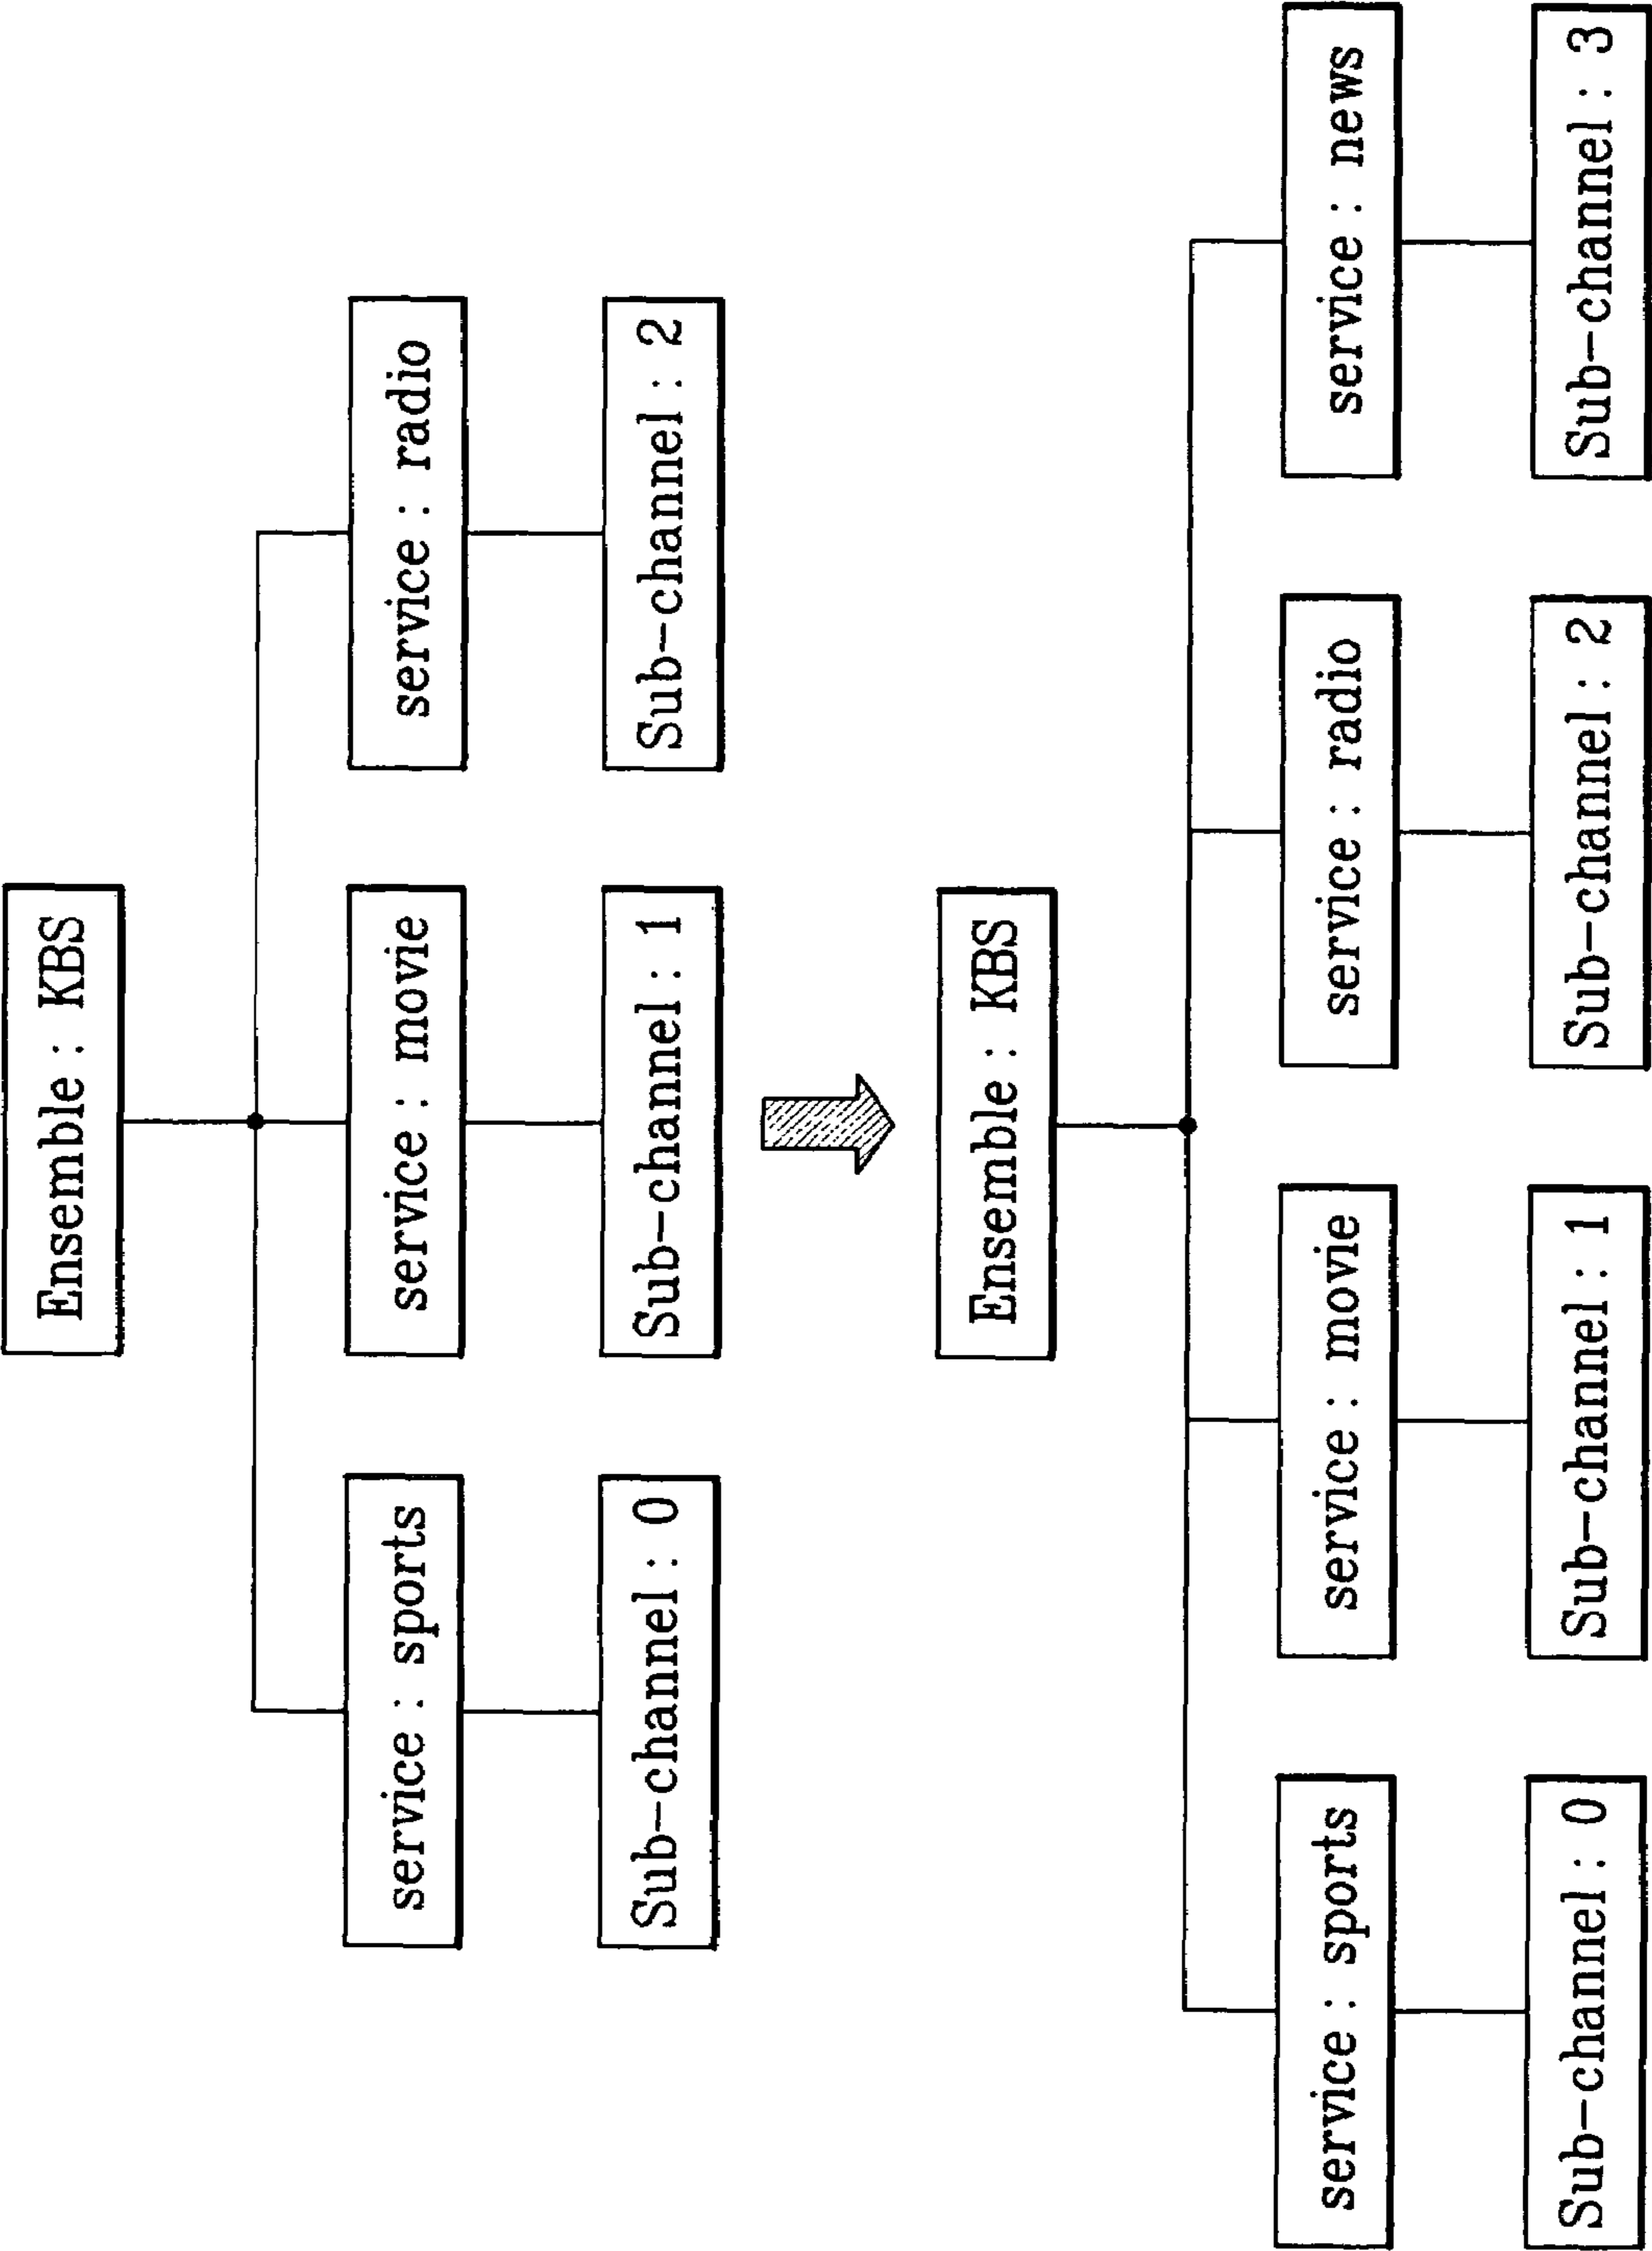 Ensemble : KBS
service : sports
service : movie
service : radio
Sub-channel : 0
Sub-channel : 1
Sub-channel : 2
Ensemble : KBS
service : sports
service : movie
service : radio
service : news
Sub-channel : 0
Sub-channel : 1
Sub-channel : 2
Sub-channel : 3